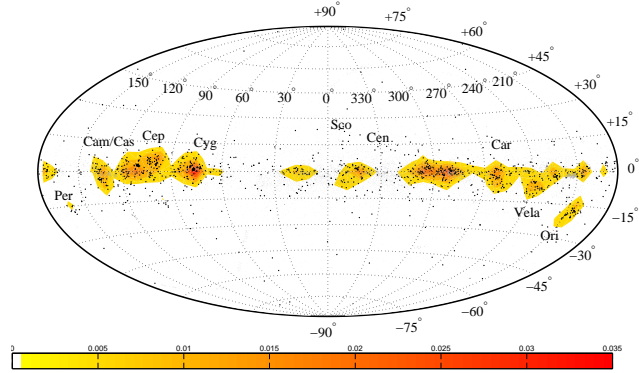 +90° +75°
+60°
+45°
+30°
150° 120° 90° 60° 30° 0° 330° 300° 270° 240° 210°
+15°
Sco
Cam/Cas Cep Cyg Cen Car
0°
Per Vela
−15°
Ori
−30°
−45°
−60°
−90° −75°
0 0.005 0.01 0.015 0.02 0.025 0.03 0.035